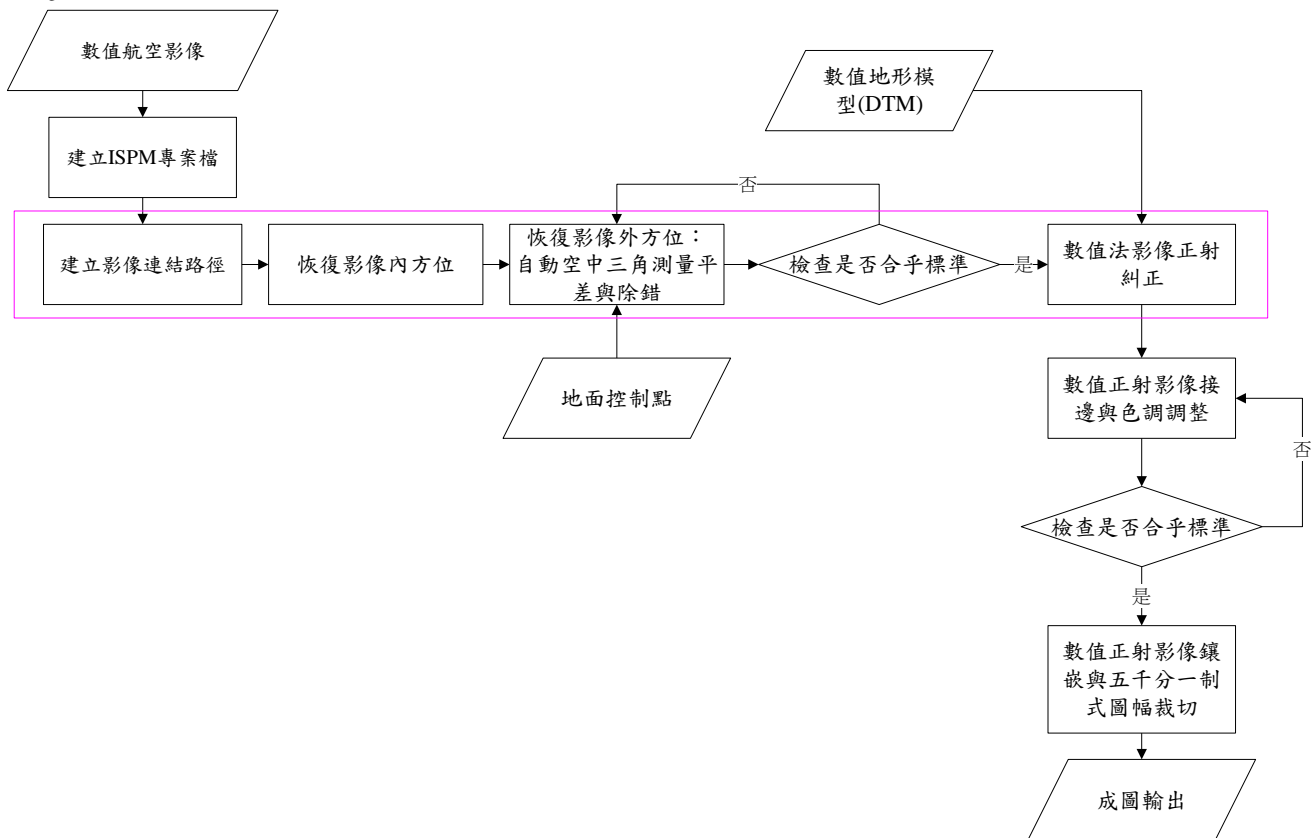 數值航空影像
數值地形模
型(DTM)
建立ISPM專案檔
否
建立影像連結路徑
恢復影像內方位
恢復影像外方位：
自動空中三角測量平
差與除錯
檢查是否合乎標準
是
數值法影像正射
糾正
地面控制點
數值正射影像接
邊與色調調整
否
檢查是否合乎標準
是
數值正射影像鑲
嵌與五千分一制
式圖幅裁切
成圖輸出